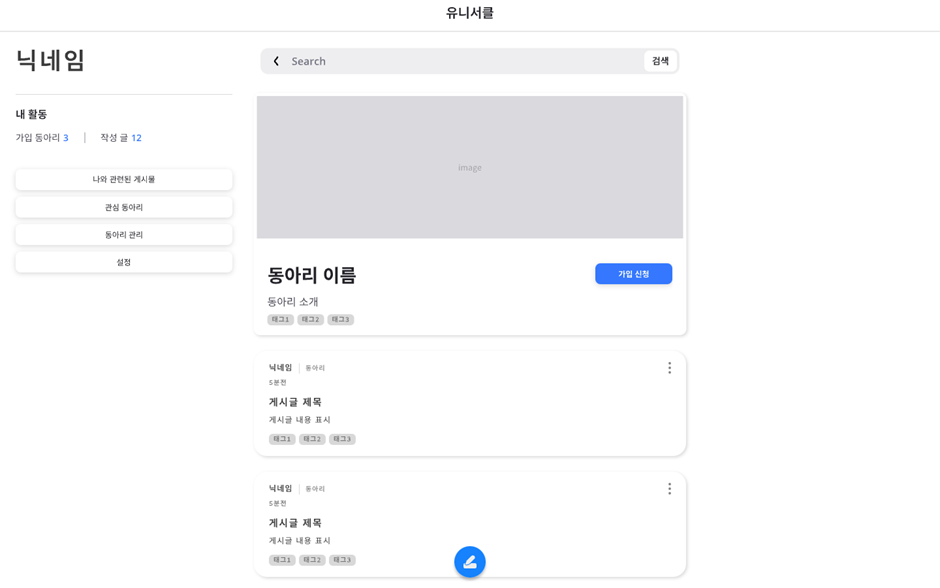 유니서클
닉네임
내 활동
가입 동아리 3 | 작성 글 12
나와 관련된 게시물
관심 동아리
동아리 관리
설정
Search 검색
image
동아리 이름
가입 신청
동아리 소개
태그1 태그2 태그3
닉네임 | 동아리
5분전
게시글 제목
게시글 내용 표시
태그1 태그2 태그3
닉네임 | 동아리
5분전
게시글 제목
게시글 내용 표시
태그1 태그2 태그3